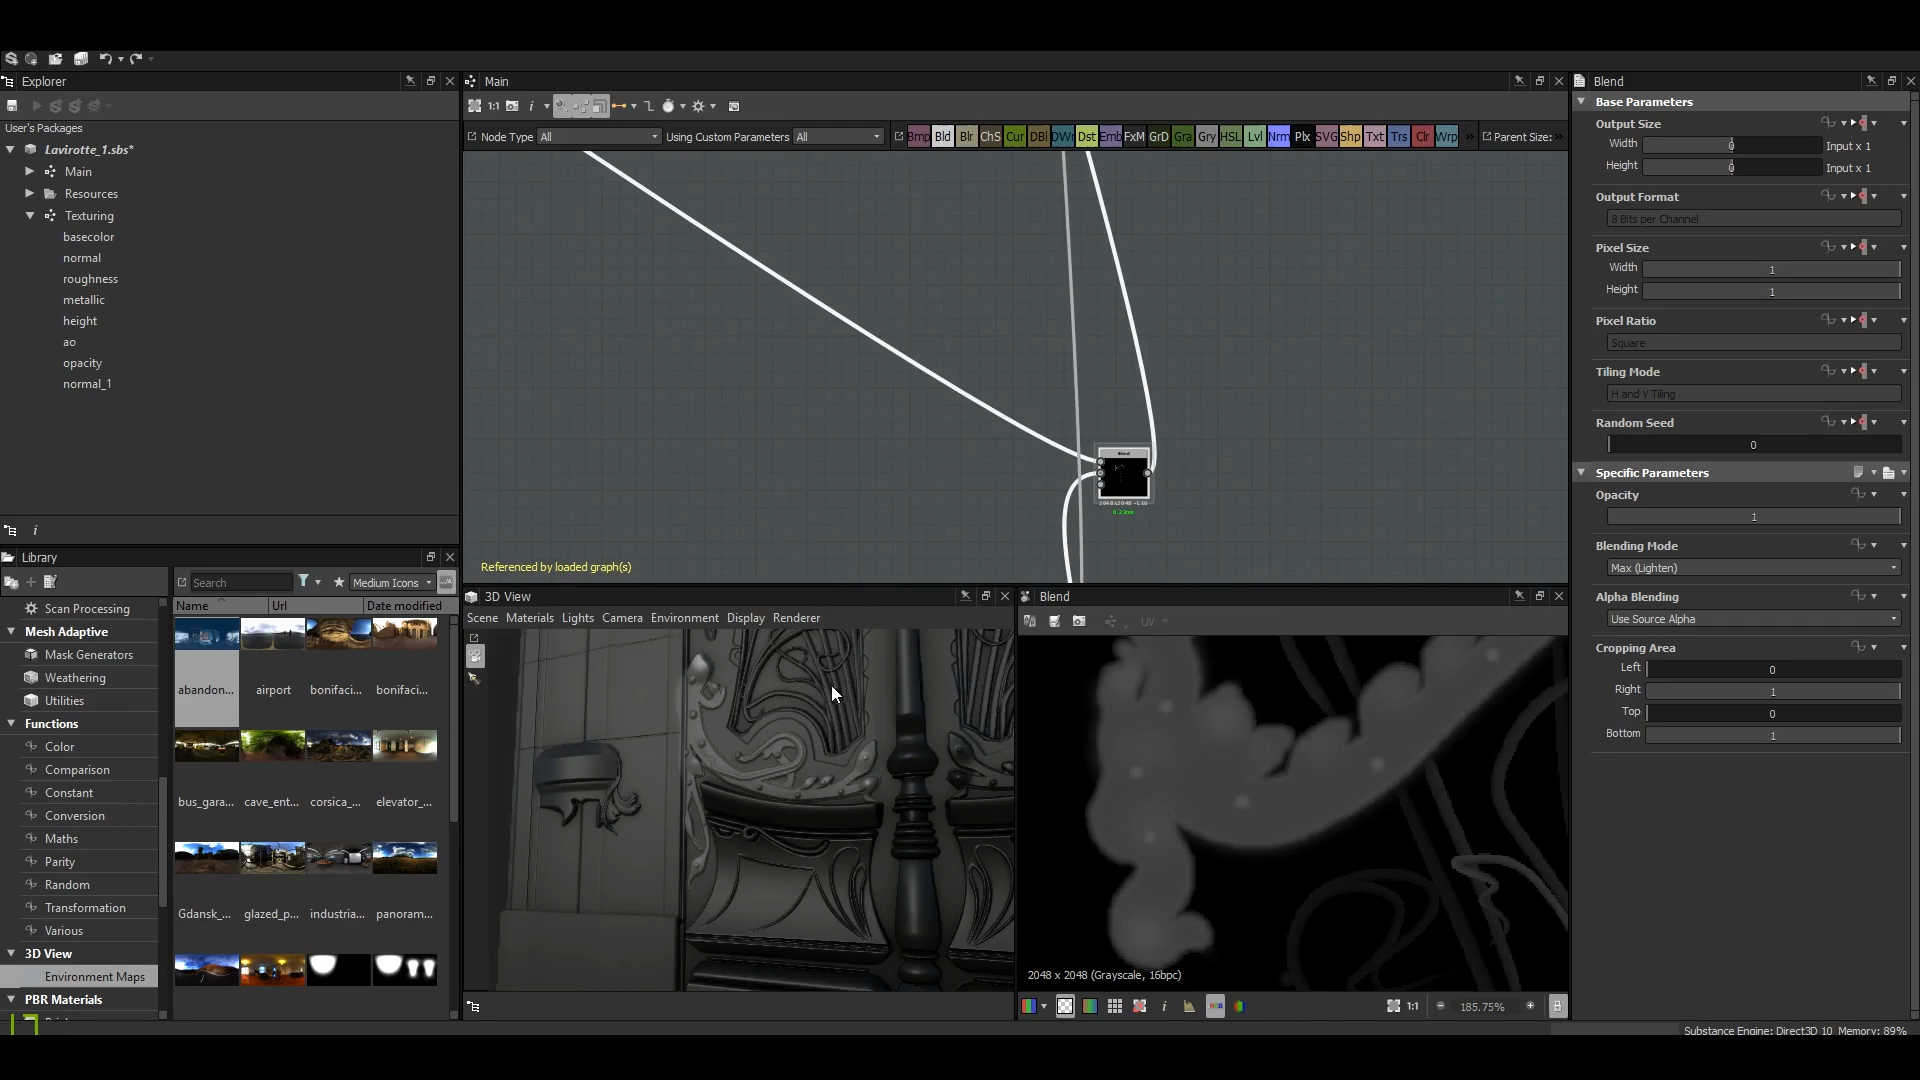 Explorer
User's Packages
Lavirotte_1.sbs*
Main
Resources
Texturing
basecolor
normal
roughness
metallic
height
ao
opacity
normal_1
Library
Search
Medium Icons
Scan Processing
Mesh Adaptive
Mask Generators
Weathering
Utilities
Functions
Color
Comparison
Constant
Conversion
Maths
Parity
Random
Transformation
Various
3D View
Environment Maps
PBR Materials
Name
Url
Date modified
abandon...
airport
bonifaci...
bonifaci...
bus_gara...
cave_ent...
corsica_...
elevator_...
Gdansk_...
glazed_p...
industria...
panoram...
Main
1:1
Node Type
All
Using Custom Parameters
All
Bmp Bld Blr ChS Cur DBl DWr Dst Emb FxM GrD Gra Gry HSL Lvl Nrm Plx SVG Shp Txt Trs Clr Wrp
Parent Size:
Blend
Referenced by loaded graph(s)
3D View
Scene Materials Lights Camera Environment Display Renderer
Blend
UV
2048 x 2048 (Grayscale, 16bpc)
1:1
185.75%
Blend
Base Parameters
Output Size
Width 0 Input x 1
Height 0 Input x 1
Output Format
8 Bits per Channel
Pixel Size
Width 1
Height 1
Pixel Ratio
Square
Tiling Mode
H and V Tiling
Random Seed
0
Specific Parameters
Opacity
1
Blending Mode
Max (Lighten)
Alpha Blending
Use Source Alpha
Cropping Area
Left 0
Right 1
Top 0
Bottom 1
Substance Engine: Direct3D 10 Memory: 89%